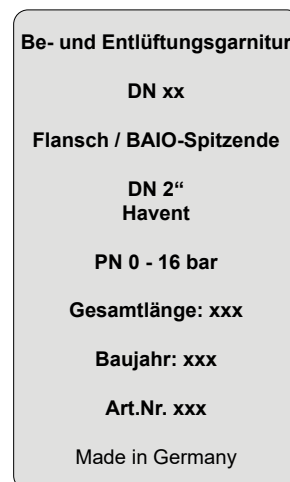 Be- und Entlüftungsgarnitur
DN xx
Flansch / BAIO-Spitzende
DN 2“
Havent
PN 0 - 16 bar
Gesamtlänge: xxx
Baujahr: xxx
Art.Nr. xxx
Made in Germany